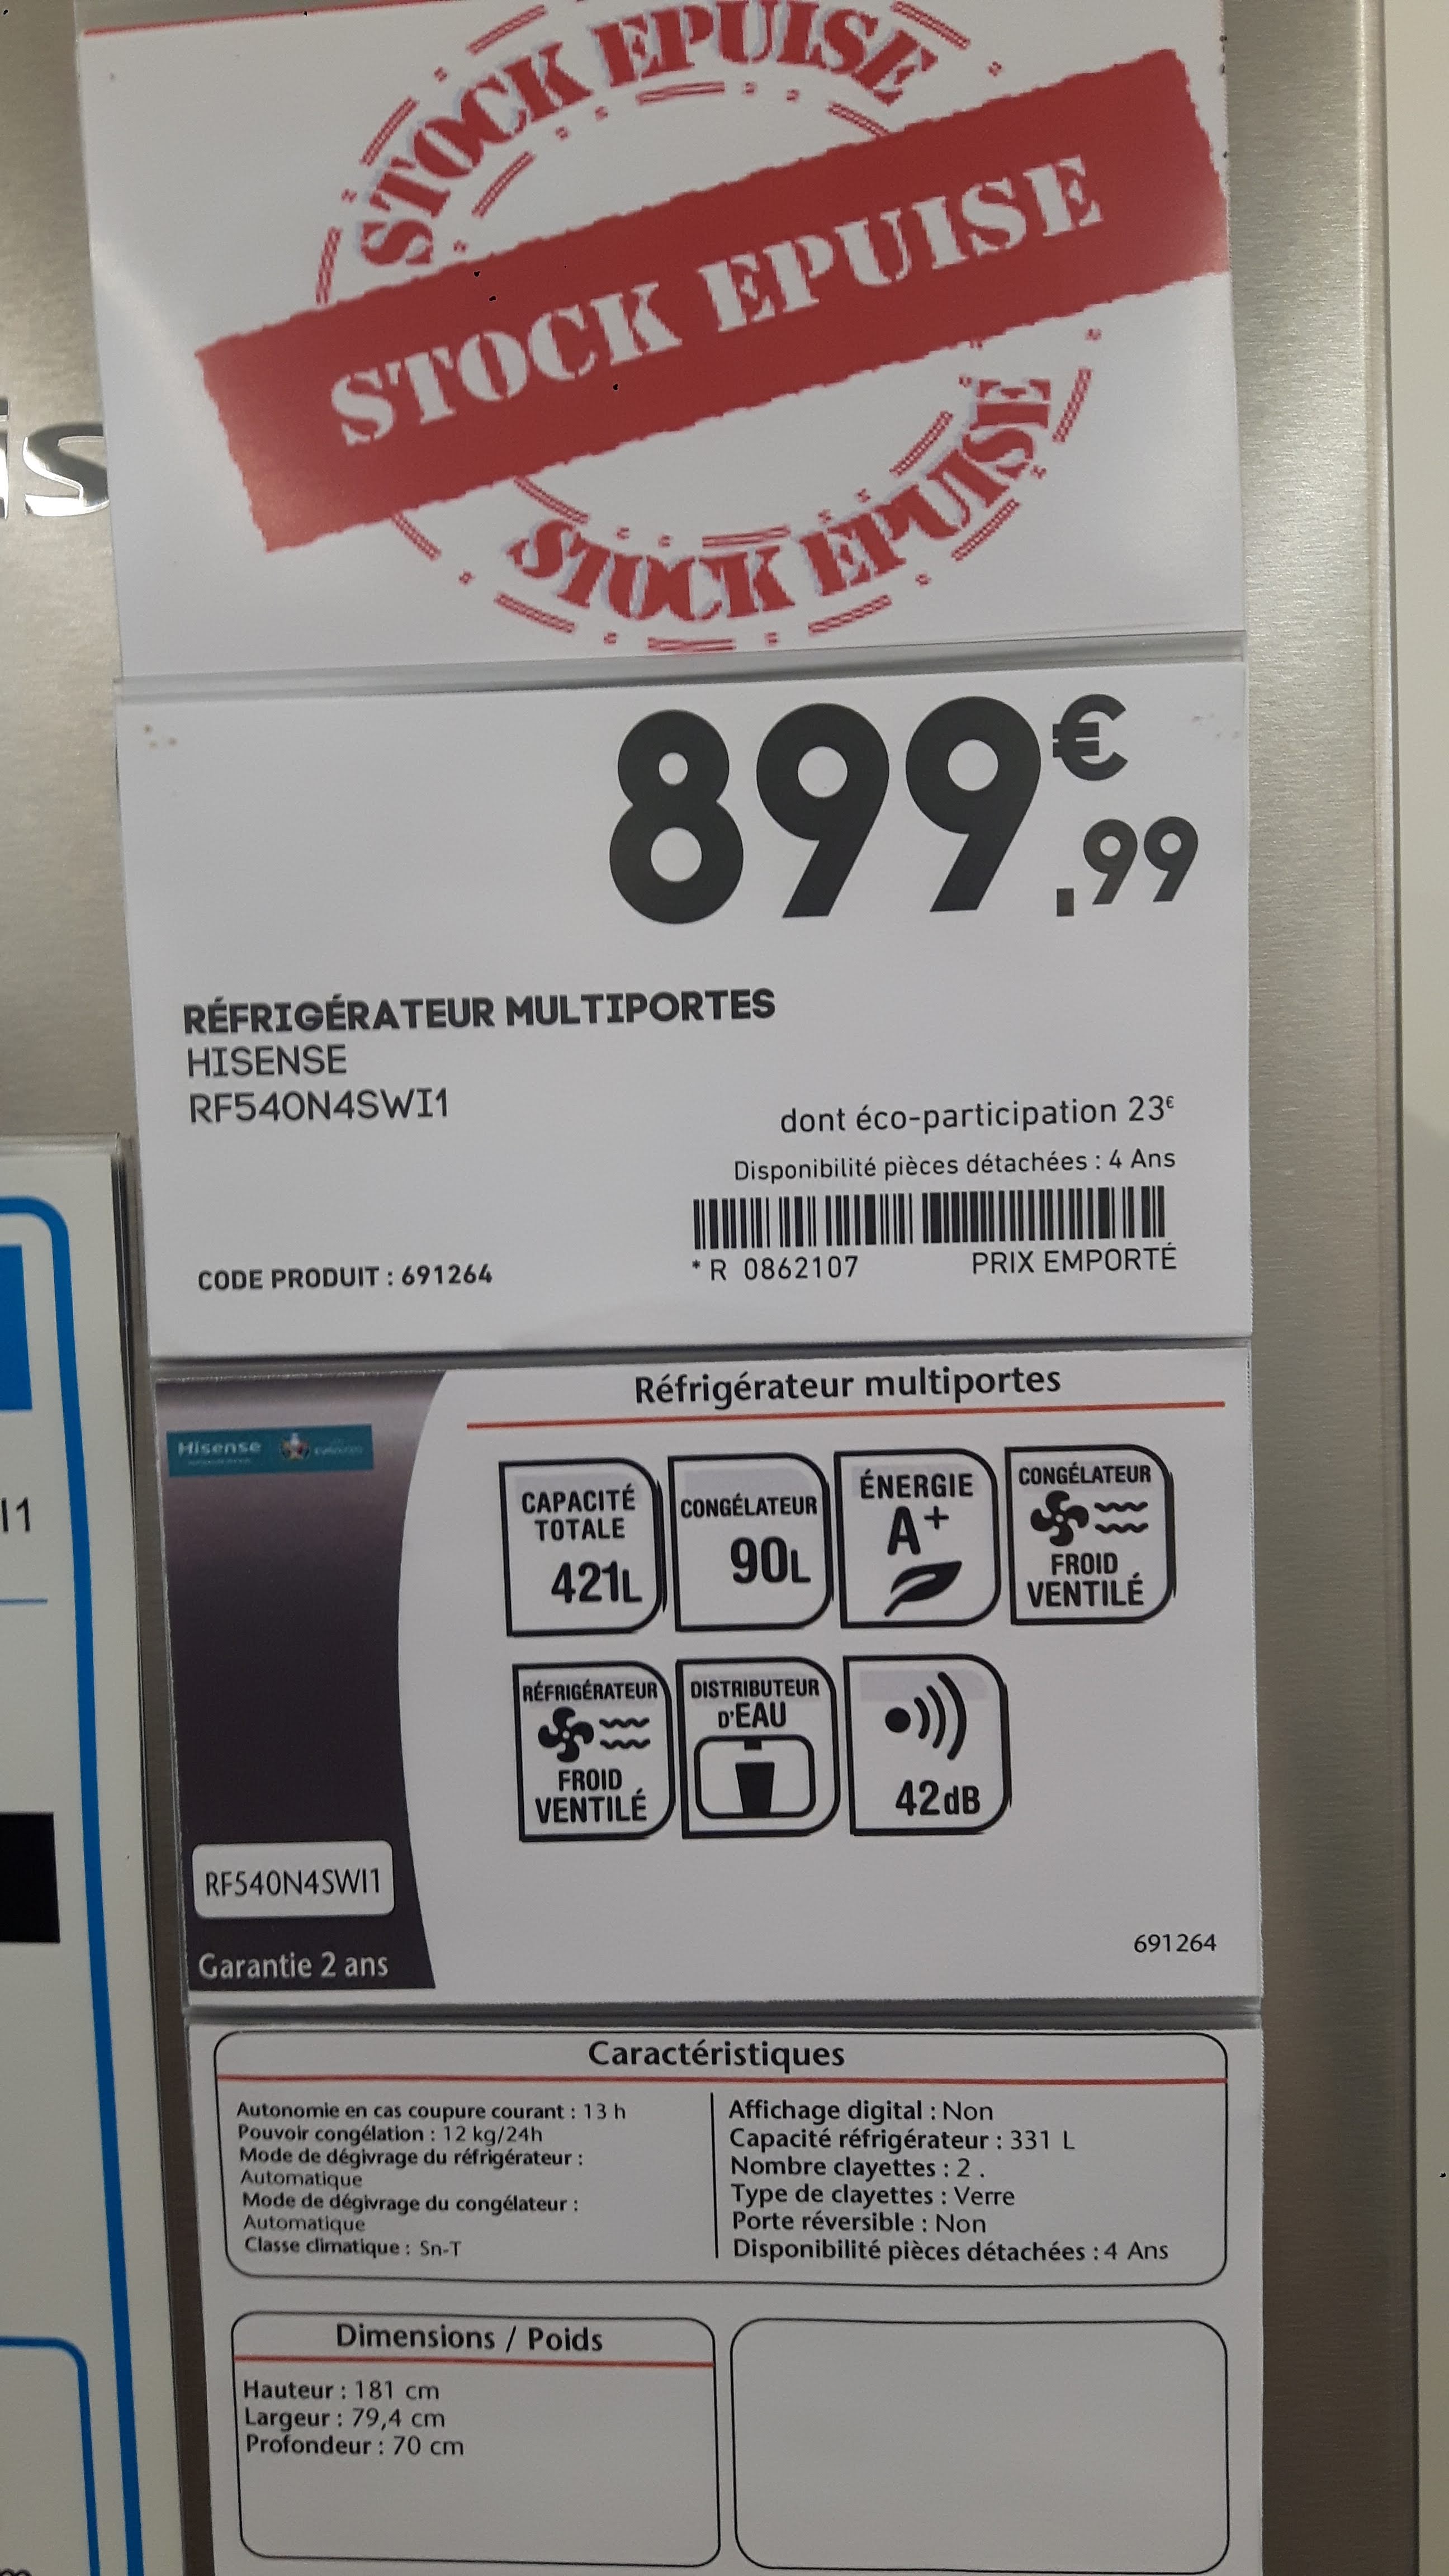 STOCK EPUISE
STOCK EPUISE
STOCK EPUISE
is
899€,99
RÉFRIGÉRATEUR MULTIPORTES
HISENSE
RF540N4SWI1
dont éco-participation 23€
Disponibilité pièces détachées : 4 Ans
CODE PRODUIT : 691264
* R 0862107
PRIX EMPORTÉ
Réfrigérateur multiportes
Hisense
CAPACITÉ
TOTALE
421L
CONGÉLATEUR
90L
ÉNERGIE
A+
CONGÉLATEUR
FROID
VENTILÉ
RÉFRIGÉRATEUR
FROID
VENTILÉ
DISTRIBUTEUR
D'EAU
42dB
RF540N4SWI1
Garantie 2 ans
691264
I1
Caractéristiques
Autonomie en cas coupure courant : 13 h
Pouvoir congélation : 12 kg/24h
Mode de dégivrage du réfrigérateur :
Automatique
Mode de dégivrage du congélateur :
Automatique
Classe climatique : Sn-T
Affichage digital : Non
Capacité réfrigérateur : 331 L
Nombre clayettes : 2 .
Type de clayettes : Verre
Porte réversible : Non
Disponibilité pièces détachées : 4 Ans
Dimensions / Poids
Hauteur : 181 cm
Largeur : 79,4 cm
Profondeur : 70 cm